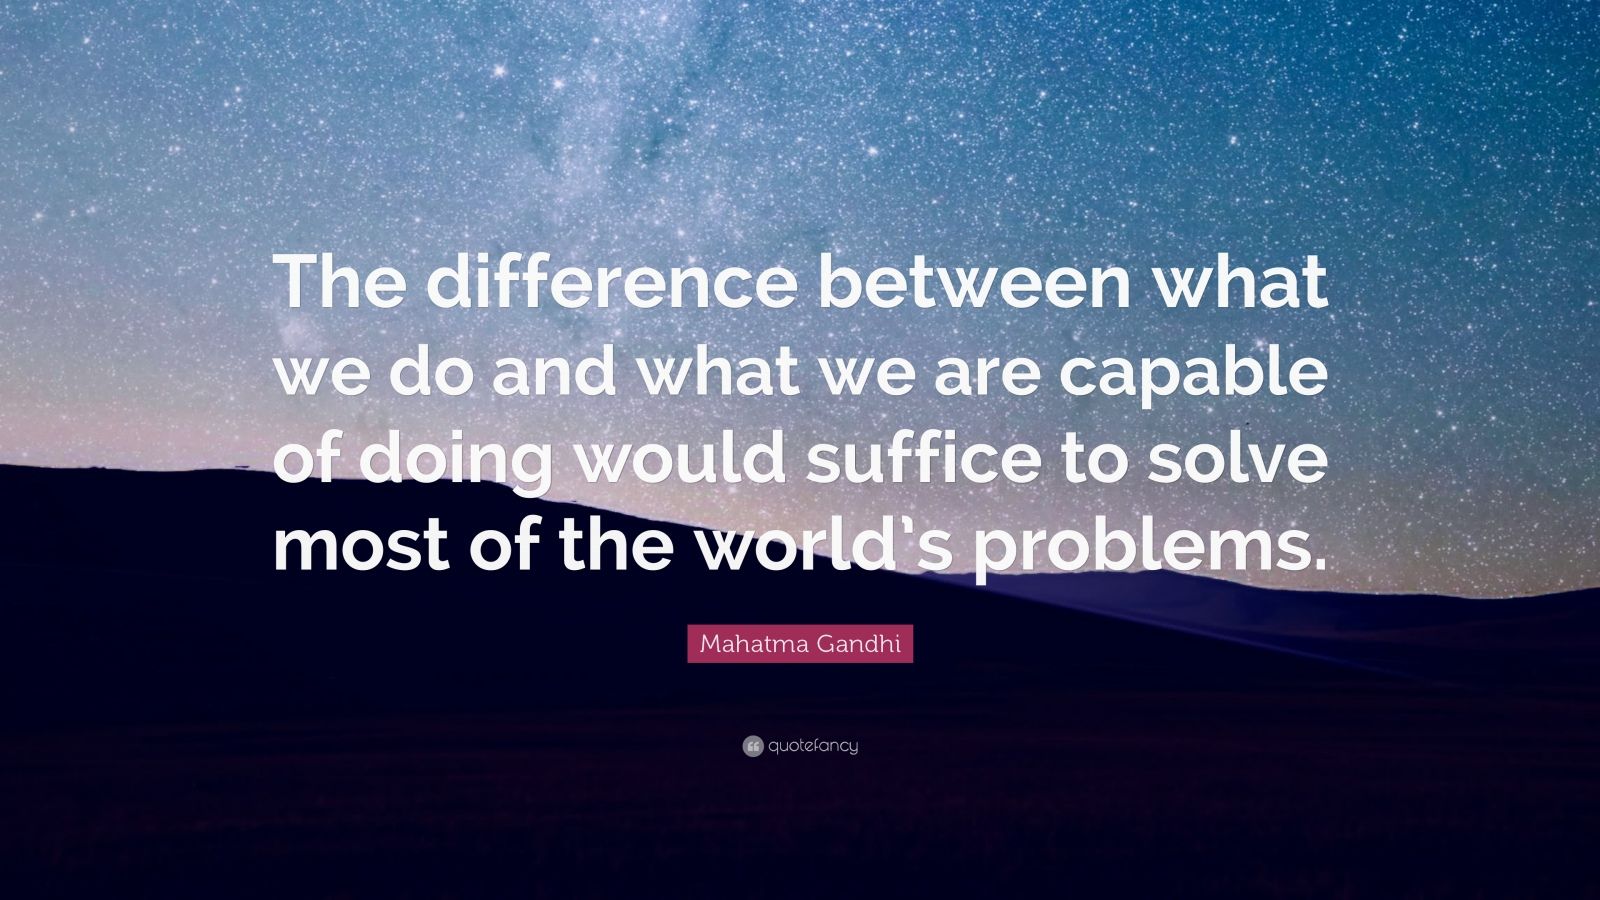 The difference between what
we do and what we are capable
of doing would suffice to solve
most of the world’s problems.
Mahatma Gandhi
quotefancy